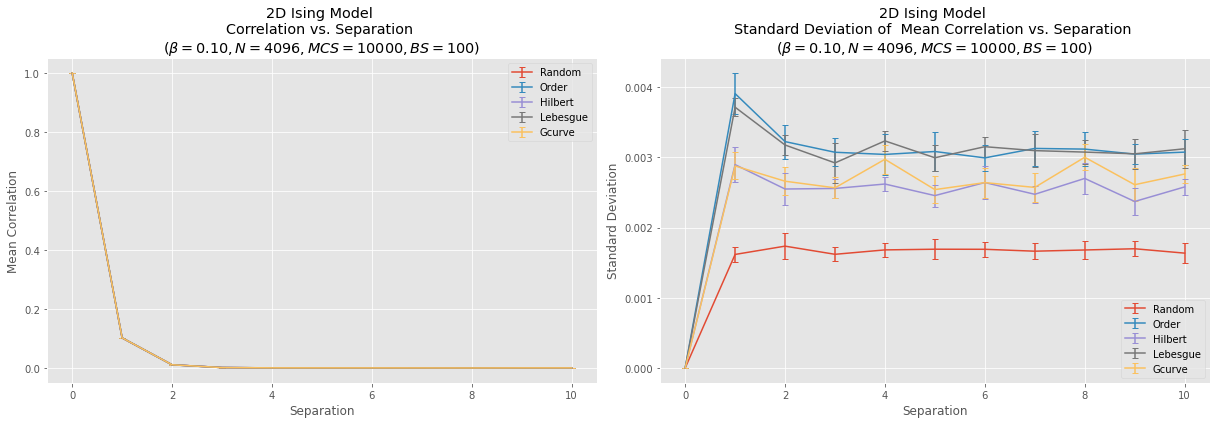 2D Ising Model
Correlation vs. Separation
(β = 0.10, N = 4096, MCS = 10000, BS = 100)
1.0
0.8
0.6
0.4
0.2
0.0
Mean Correlation
0
2
4
6
8
10
Separation
Random
Order
Hilbert
Lebesgue
Gcurve
2D Ising Model
Standard Deviation of  Mean Correlation vs. Separation
(β = 0.10, N = 4096, MCS = 10000, BS = 100)
0.004
0.003
0.002
0.001
0.000
Standard Deviation
0
2
4
6
8
10
Separation
Random
Order
Hilbert
Lebesgue
Gcurve